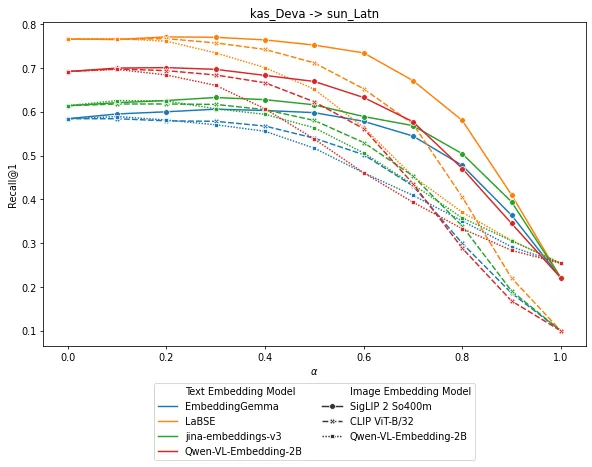 kas_Deva -> sun_Latn
0.8
0.7
0.6
0.5
0.4
0.3
0.2
0.1
Recall@1
0.0 0.2 0.4 0.6 0.8 1.0
α
Text Embedding Model Image Embedding Model
EmbeddingGemma SigLIP 2 So400m
LaBSE CLIP ViT-B/32
jina-embeddings-v3 Qwen-VL-Embedding-2B
Qwen-VL-Embedding-2B